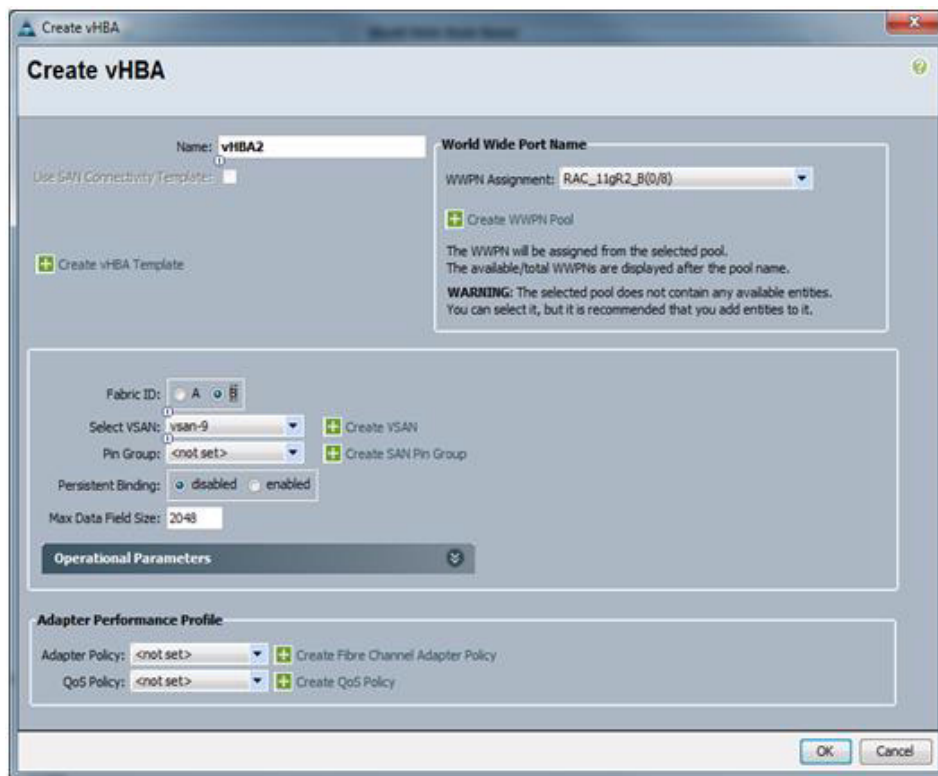 Create vHBA
Create vHBA
Name: vHBA2
Use SAN Connectivity Template:
Create vHBA Template
World Wide Port Name
WWPN Assignment: RAC_11gR2_B(0/8)
Create WWPN Pool
The WWPN will be assigned from the selected pool.
The available/total WWPNs are displayed after the pool name.
WARNING: The selected pool does not contain any available entities.
You can select it, but it is recommended that you add entities to it.
Fabric ID: A B
Select VSAN: vsan-9 Create VSAN
Pin Group: <not set> Create SAN Pin Group
Persistent Binding: disabled enabled
Max Data Field Size: 2048
Operational Parameters
Adapter Performance Profile
Adapter Policy: <not set> Create Fibre Channel Adapter Policy
QoS Policy: <not set> Create QoS Policy
OK Cancel